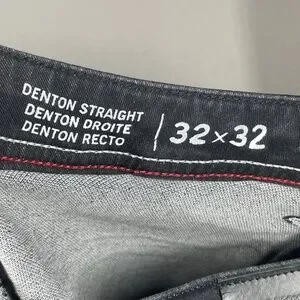 DENTON STRAIGHT
DENTON DROITE
DENTON RECTO
32×32